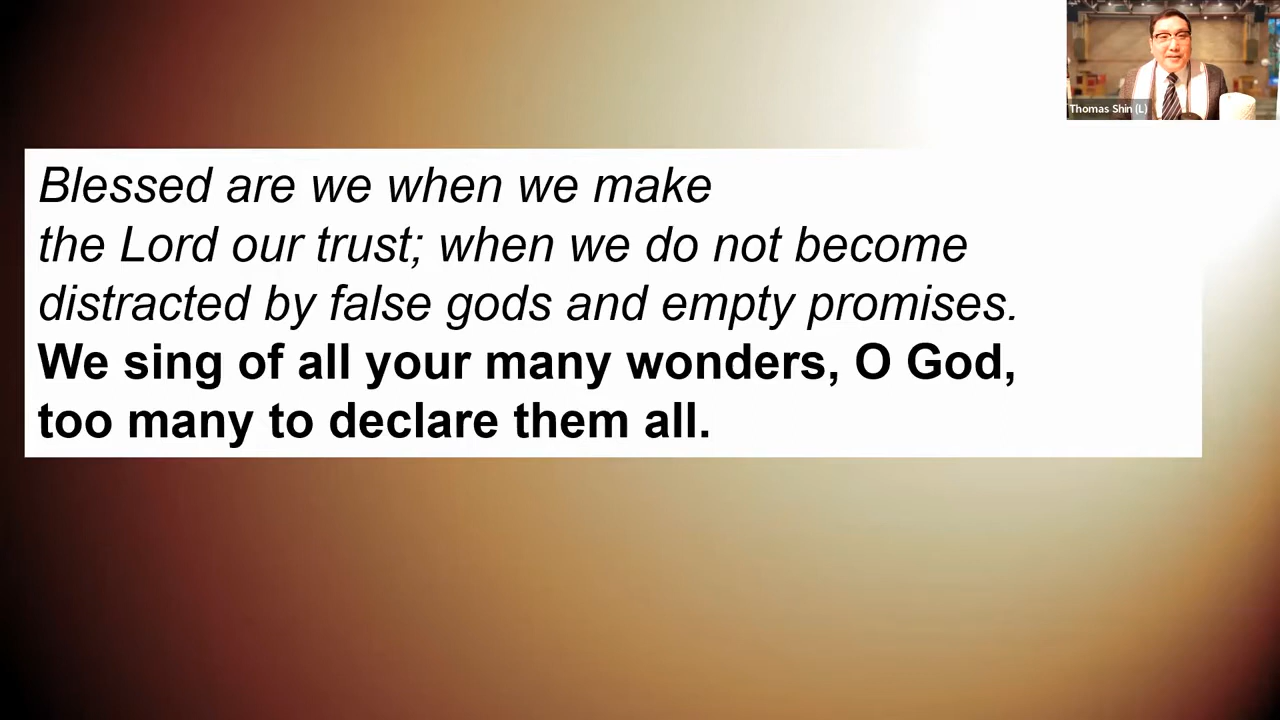 Thomas Shin (L)
Blessed are we when we make
the Lord our trust; when we do not become
distracted by false gods and empty promises.
We sing of all your many wonders, O God,
too many to declare them all.